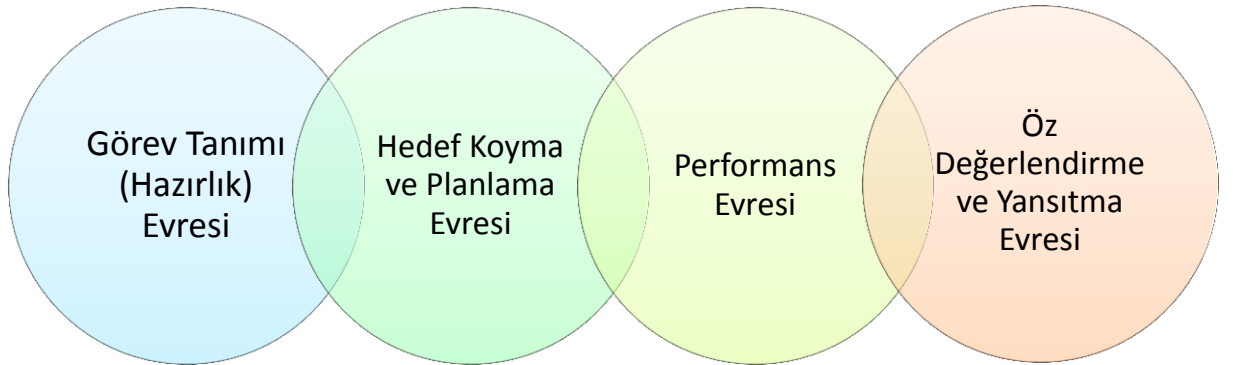 Görev Tanımı
(Hazırlık)
Evresi
Hedef Koyma
ve Planlama
Evresi
Performans
Evresi
Öz
Değerlendirme
ve Yansıtma
Evresi